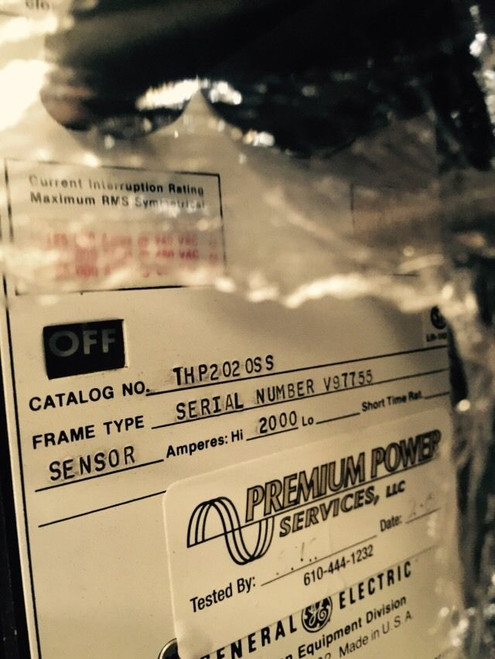 Current Interruption Rating
Maximum RMS Symmetrical
OFF
CATALOG NO. THP2020SS
FRAME TYPE SERIAL NUMBER V97755
SENSOR Amperes: Hi 2000 Lo Short Time Rat.
PREMIUM POWER
SERVICES, LLC
Tested By: Date:
610-444-1232
GENERAL ELECTRIC
Equipment Division
Made in U.S.A.